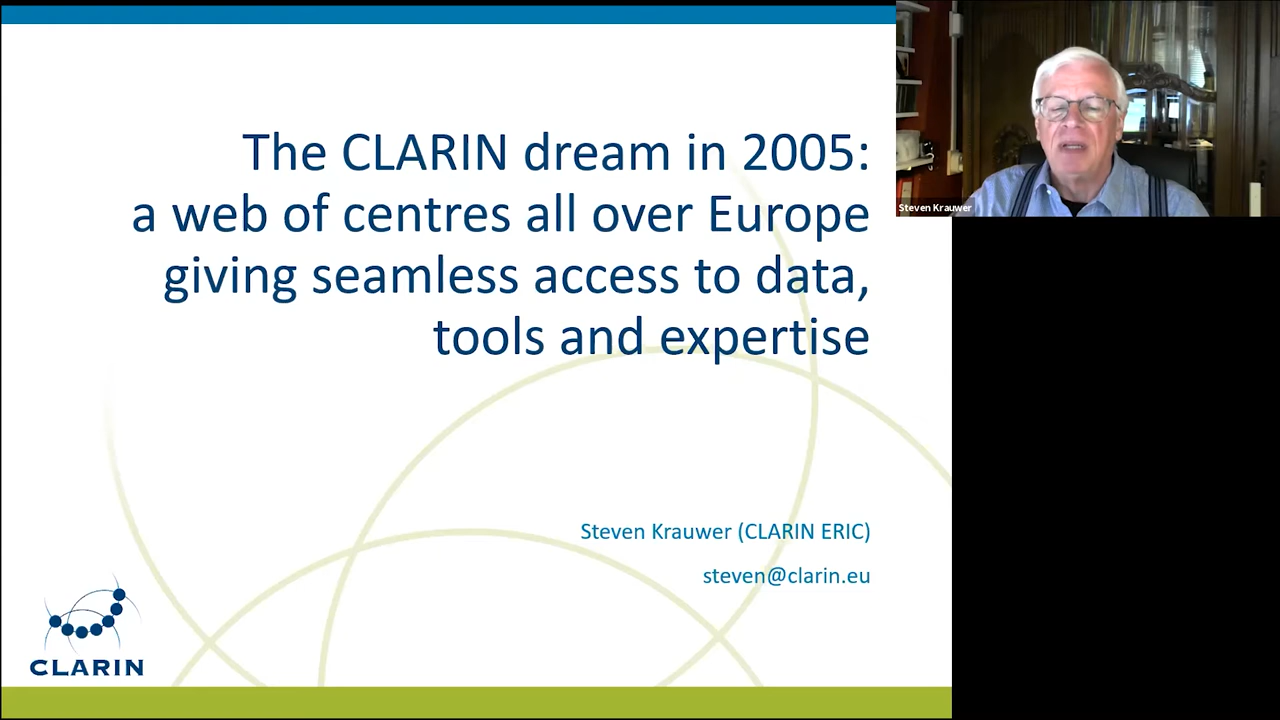 The CLARIN dream in 2005:
a web of centres all over Europe
giving seamless access to data,
tools and expertise
Steven Krauwer (CLARIN ERIC)
steven@clarin.eu
CLARIN
Steven Krauwer